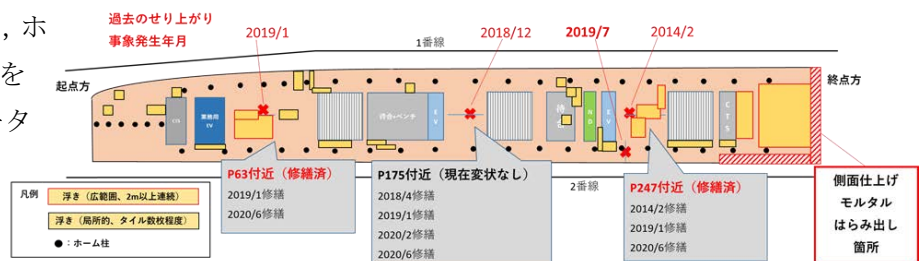 , ホ
を
タ
過去のせり上がり
事象発生年月
2019/1
2018/12
2019/7
2014/2
1番線
起点方
終点方
業務用
EV
待合+ベンチ
EV
待合
EV
CTS
2番線
P63付近（修繕済）
2019/1修繕
2020/6修繕
P175付近（現在変状なし）
2018/4修繕
2019/1修繕
2020/2修繕
2020/6修繕
P247付近（修繕済）
2014/2修繕
2019/1修繕
2020/6修繕
側面仕上げ
モルタル
はらみ出し
箇所
凡例
浮き（広範囲、2m以上連続）
浮き（局所的、タイル数枚程度）
●：ホーム柱